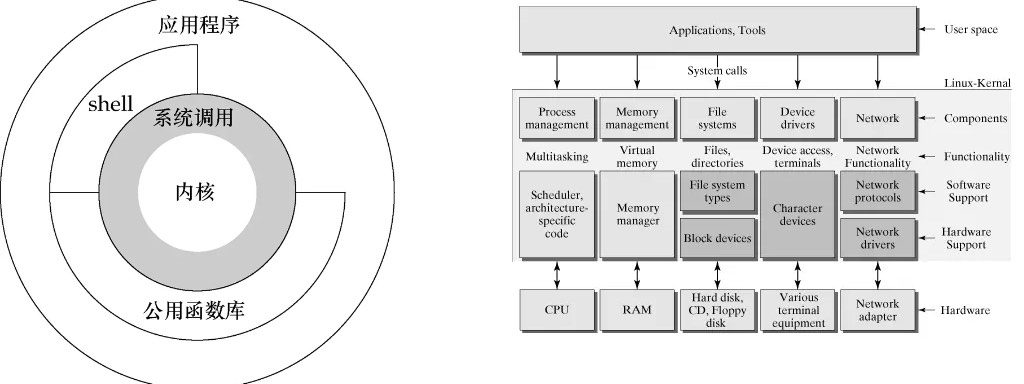 应用程序
shell
系统调用
内核
公用函数库
Applications, Tools
User space
System calls
Linux-Kernal
Process
management
Memory
management
File
systems
Device
drivers
Network
Components
Multitasking
Virtual
memory
Files,
directories
Device access,
terminals
Network
Functionality
Functionality
Scheduler,
architecture-
specific
code
Memory
manager
File system
types
Block devices
Character
devices
Network
protocols
Network
drivers
Software
Support
Hardware
Support
CPU
RAM
Hard disk,
CD, Floppy
disk
Various
terminal
equipment
Network
adapter
Hardware